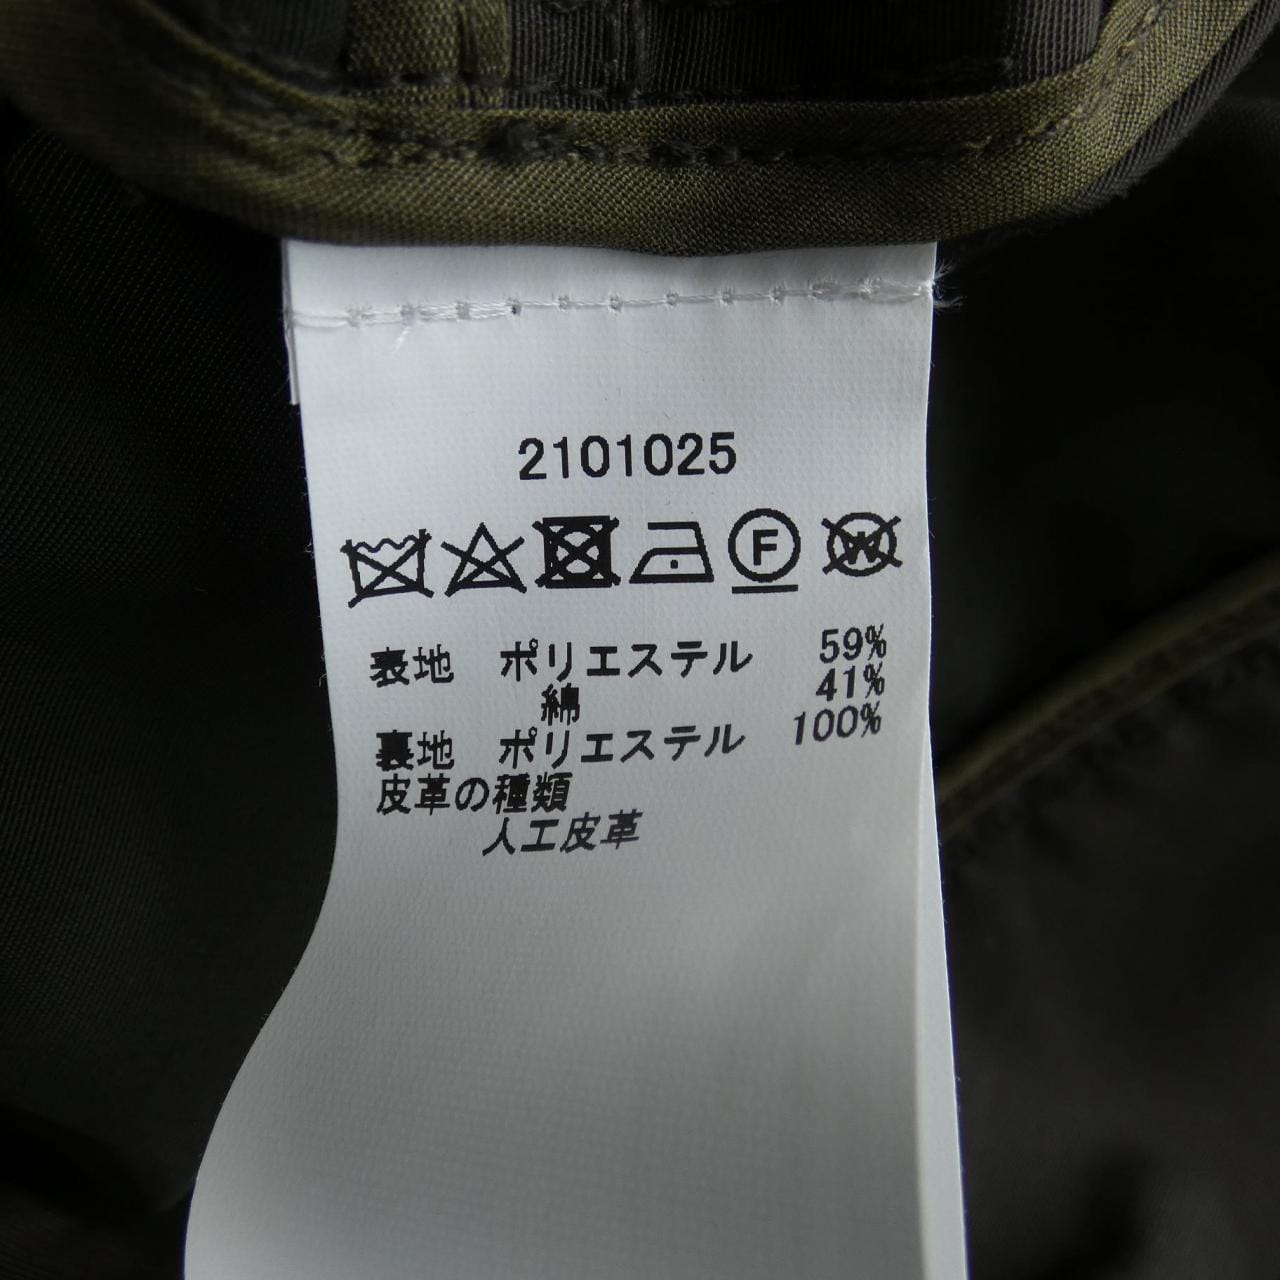 2101025
F W
表地 ポリエステル 59%
綿 41%
裏地 ポリエステル 100%
皮革の種類
人工皮革